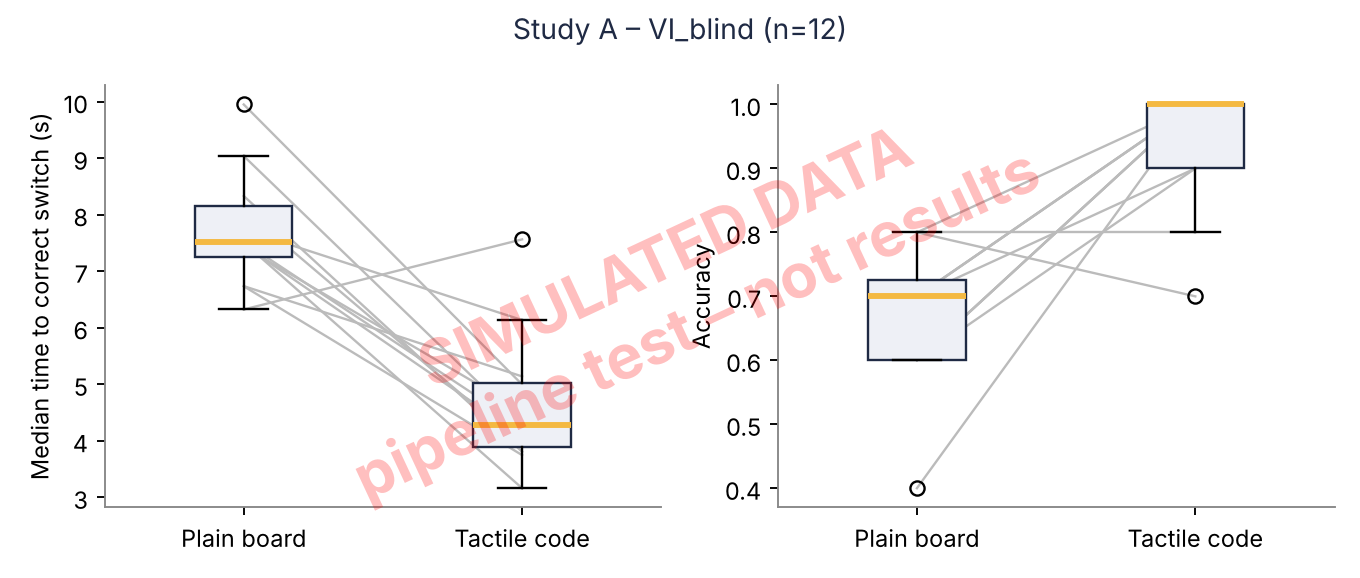 Study A – VI_blind (n=12)
Median time to correct switch (s)
10
9
8
7
6
5
4
3
Plain board
Tactile code
Accuracy
1.0
0.9
0.8
0.7
0.6
0.5
0.4
Plain board
Tactile code
SIMULATED DATA
pipeline test – not results